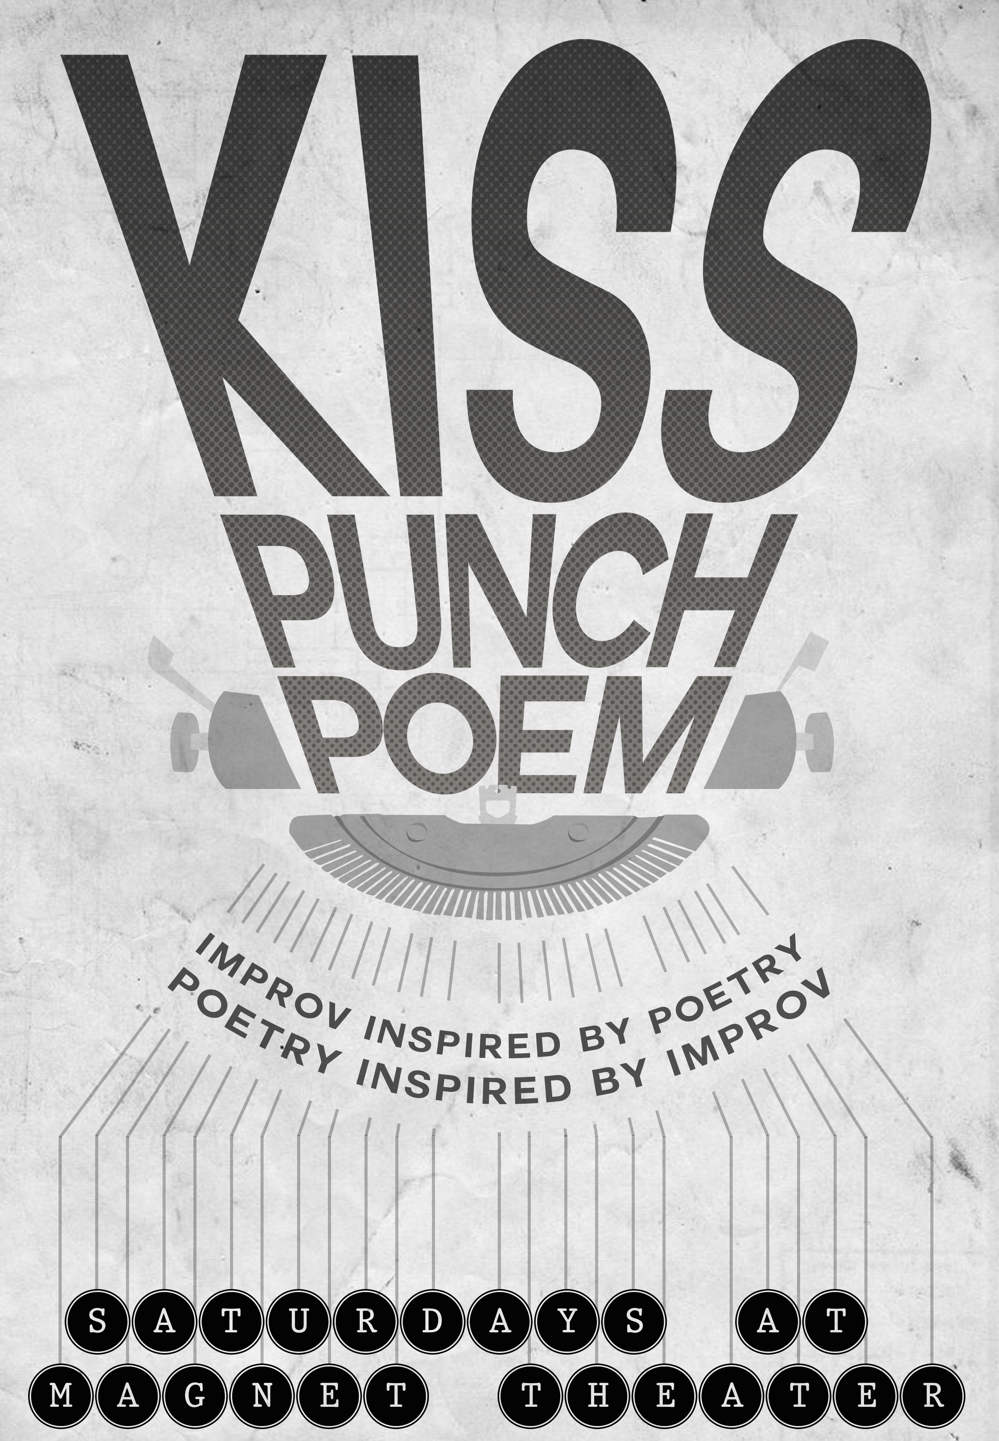 KISS
PUNCH
POEM
IMPROV INSPIRED BY POETRY
POETRY INSPIRED BY IMPROV
SATURDAYS AT
MAGNET THEATER